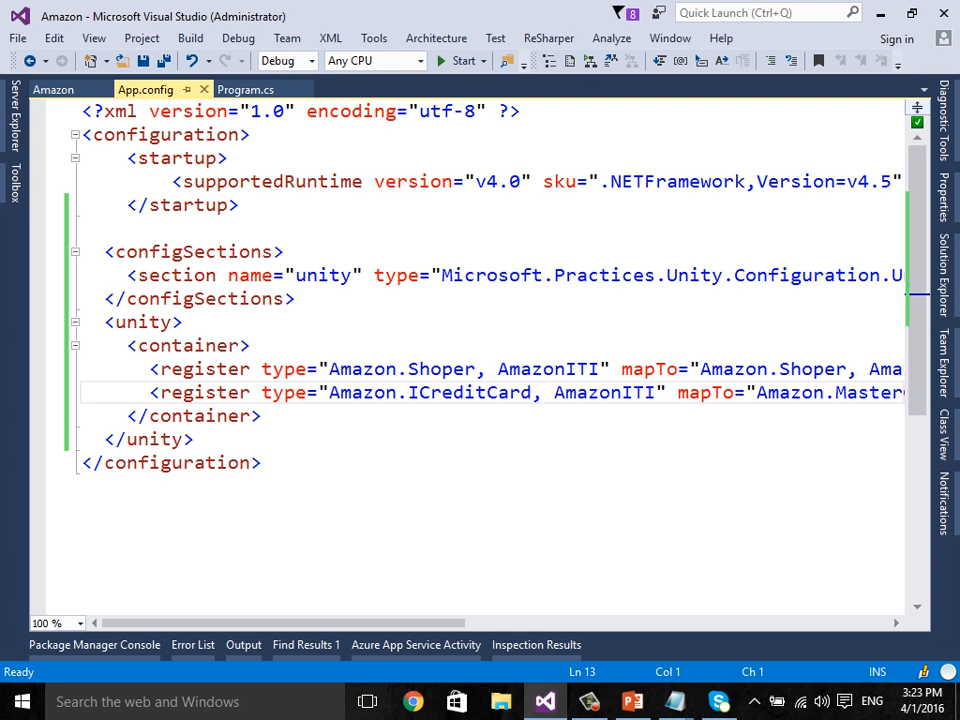 Amazon - Microsoft Visual Studio (Administrator)
8
Quick Launch (Ctrl+Q)
File Edit View Project Build Debug Team XML Tools Architecture Test ReSharper Analyze Window Help
Sign in
Debug
Any CPU
Start
Amazon
App.config
Program.cs
Server Explorer
Toolbox
<?xml version="1.0" encoding="utf-8" ?>
<configuration>
<startup>
<supportedRuntime version="v4.0" sku=".NETFramework,Version=v4.5"
</startup>
<configSections>
<section name="unity" type="Microsoft.Practices.Unity.Configuration.U
</configSections>
<unity>
<container>
<register type="Amazon.Shoper, AmazonITI" mapTo="Amazon.Shoper, Ama
<register type="Amazon.ICreditCard, AmazonITI" mapTo="Amazon.Master
</container>
</unity>
</configuration>
Diagnostic Tools
Properties
Solution Explorer
Team Explorer
Class View
Notifications
100 %
Package Manager Console
Error List
Output
Find Results 1
Azure App Service Activity
Inspection Results
Ready
Ln 13
Col 1
Ch 1
INS
Search the web and Windows
ENG
3:23 PM
4/1/2016